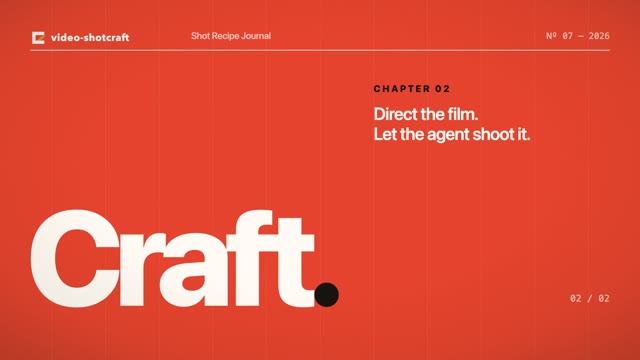 video-shotcraft
Shot Recipe Journal
Nº 07 — 2026
CHAPTER 02
Direct the film.
Let the agent shoot it.
Craft.
02 / 02